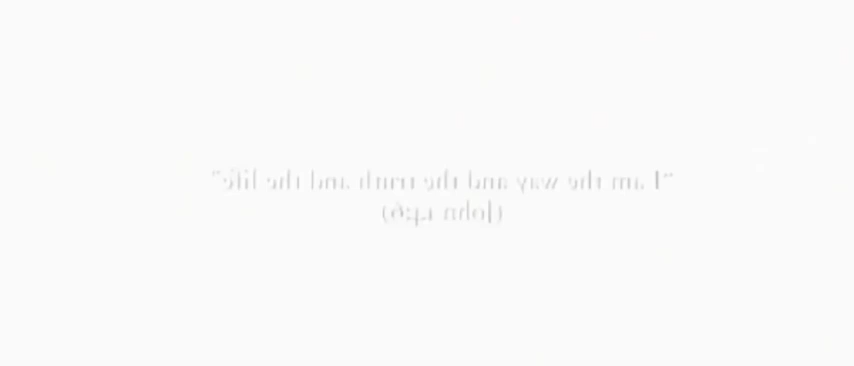 "I am the way and the truth and the life"
(John 14:6)